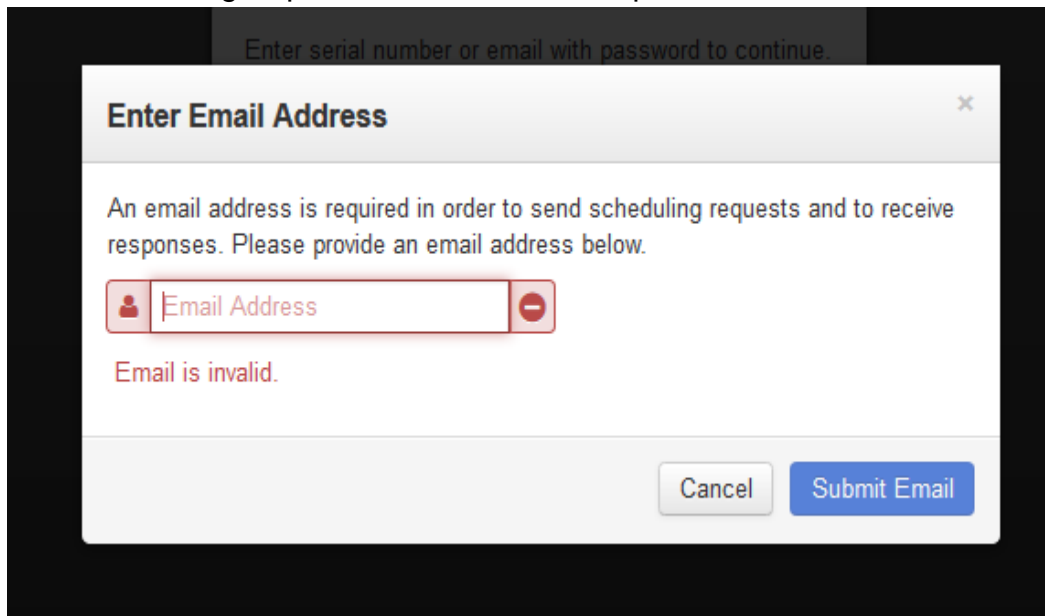 Enter serial number or email with password to continue.
Enter Email Address
×
An email address is required in order to send scheduling requests and to receive
responses. Please provide an email address below.
Email Address
Email is invalid.
Cancel
Submit Email